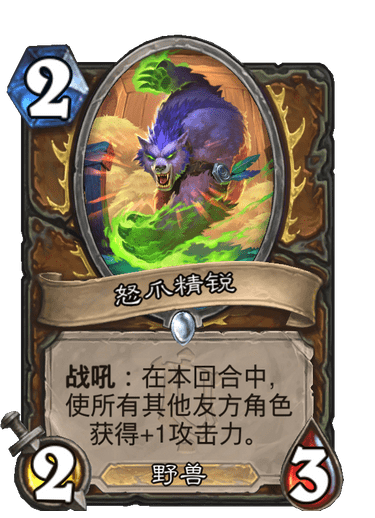 2
怒爪精锐
战吼：在本回合中，
使所有其他友方角色
获得+1攻击力。
2
野兽
3